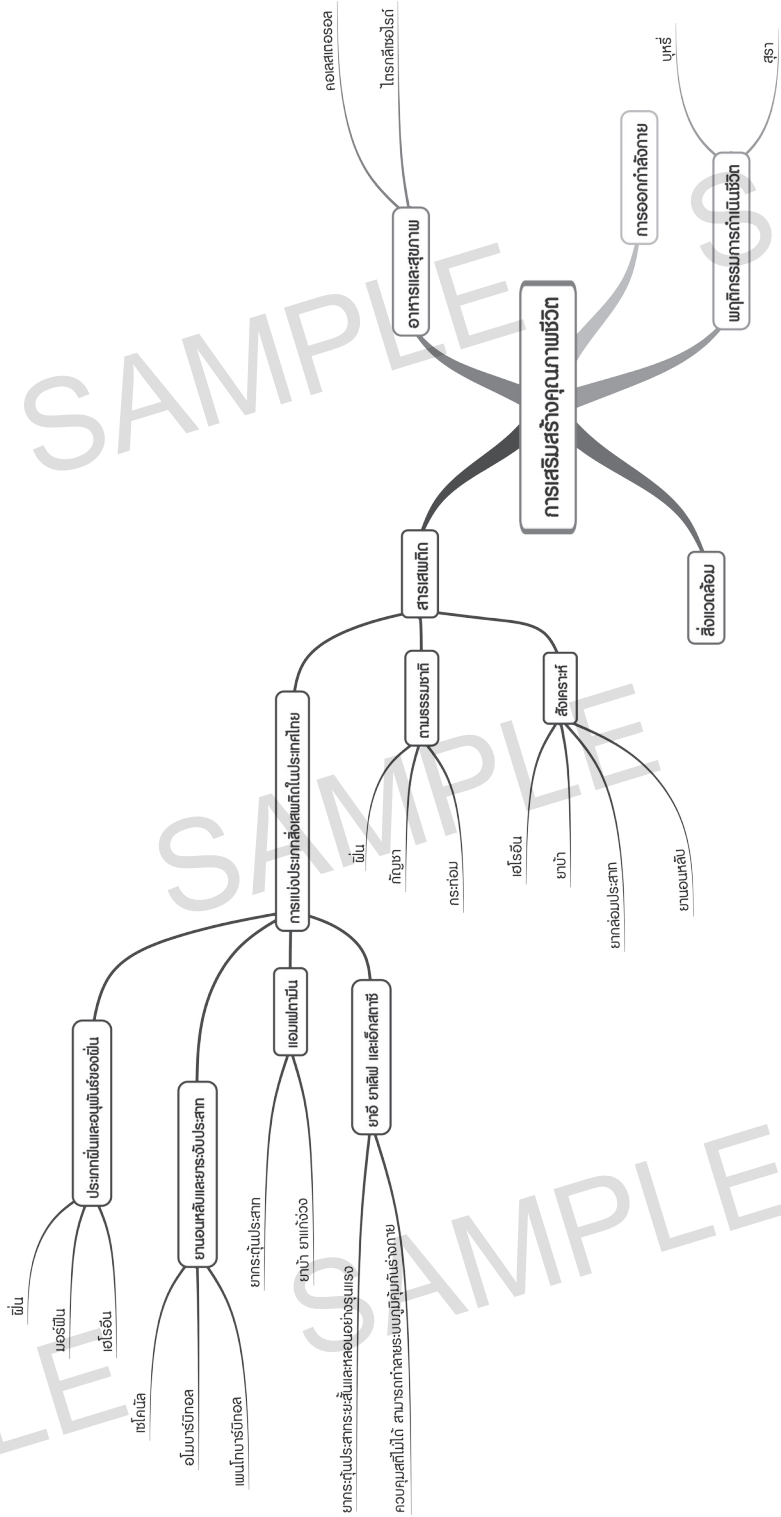 การเสริมสร้างคุณภาพชีวิต
อาหารและสุขภาพ
คอเลสเตอรอล
ไตรกลีเซอไรด์
การออกกำลังกาย
พฤติกรรมการดำเนินชีวิต
บุหรี่
สุรา
สิ่งแวดล้อม
สารเสพติด
การแบ่งประเภทสิ่งเสพติดในประเทศไทย
ประเภทฝิ่นและอนุพันธ์ของฝิ่น
ฝิ่น
มอร์ฟีน
เฮโรอีน
ยานอนหลับและยาระงับประสาท
เซโคนัล
อโมบาร์บิทอล
เพนโทบาร์บิทอล
แอมเฟตามีน
ยากระตุ้นประสาท
ยาบ้า ยาแก้ง่วง
ยาอี ยาเลิฟ และเอ็กสตาซี
ยากระตุ้นประสาทระยะสั้นและหลอนอย่างรุนแรง
ควบคุมสติไม่ได้ สามารถทำลายระบบภูมิคุ้มกันร่างกาย
ตามธรรมชาติ
ฝิ่น
กัญชา
กระท่อม
สังเคราะห์
เฮโรอีน
ยาบ้า
ยากล่อมประสาท
ยานอนหลับ
SAMPLE
SAMPLE
SAMPLE
S
LE